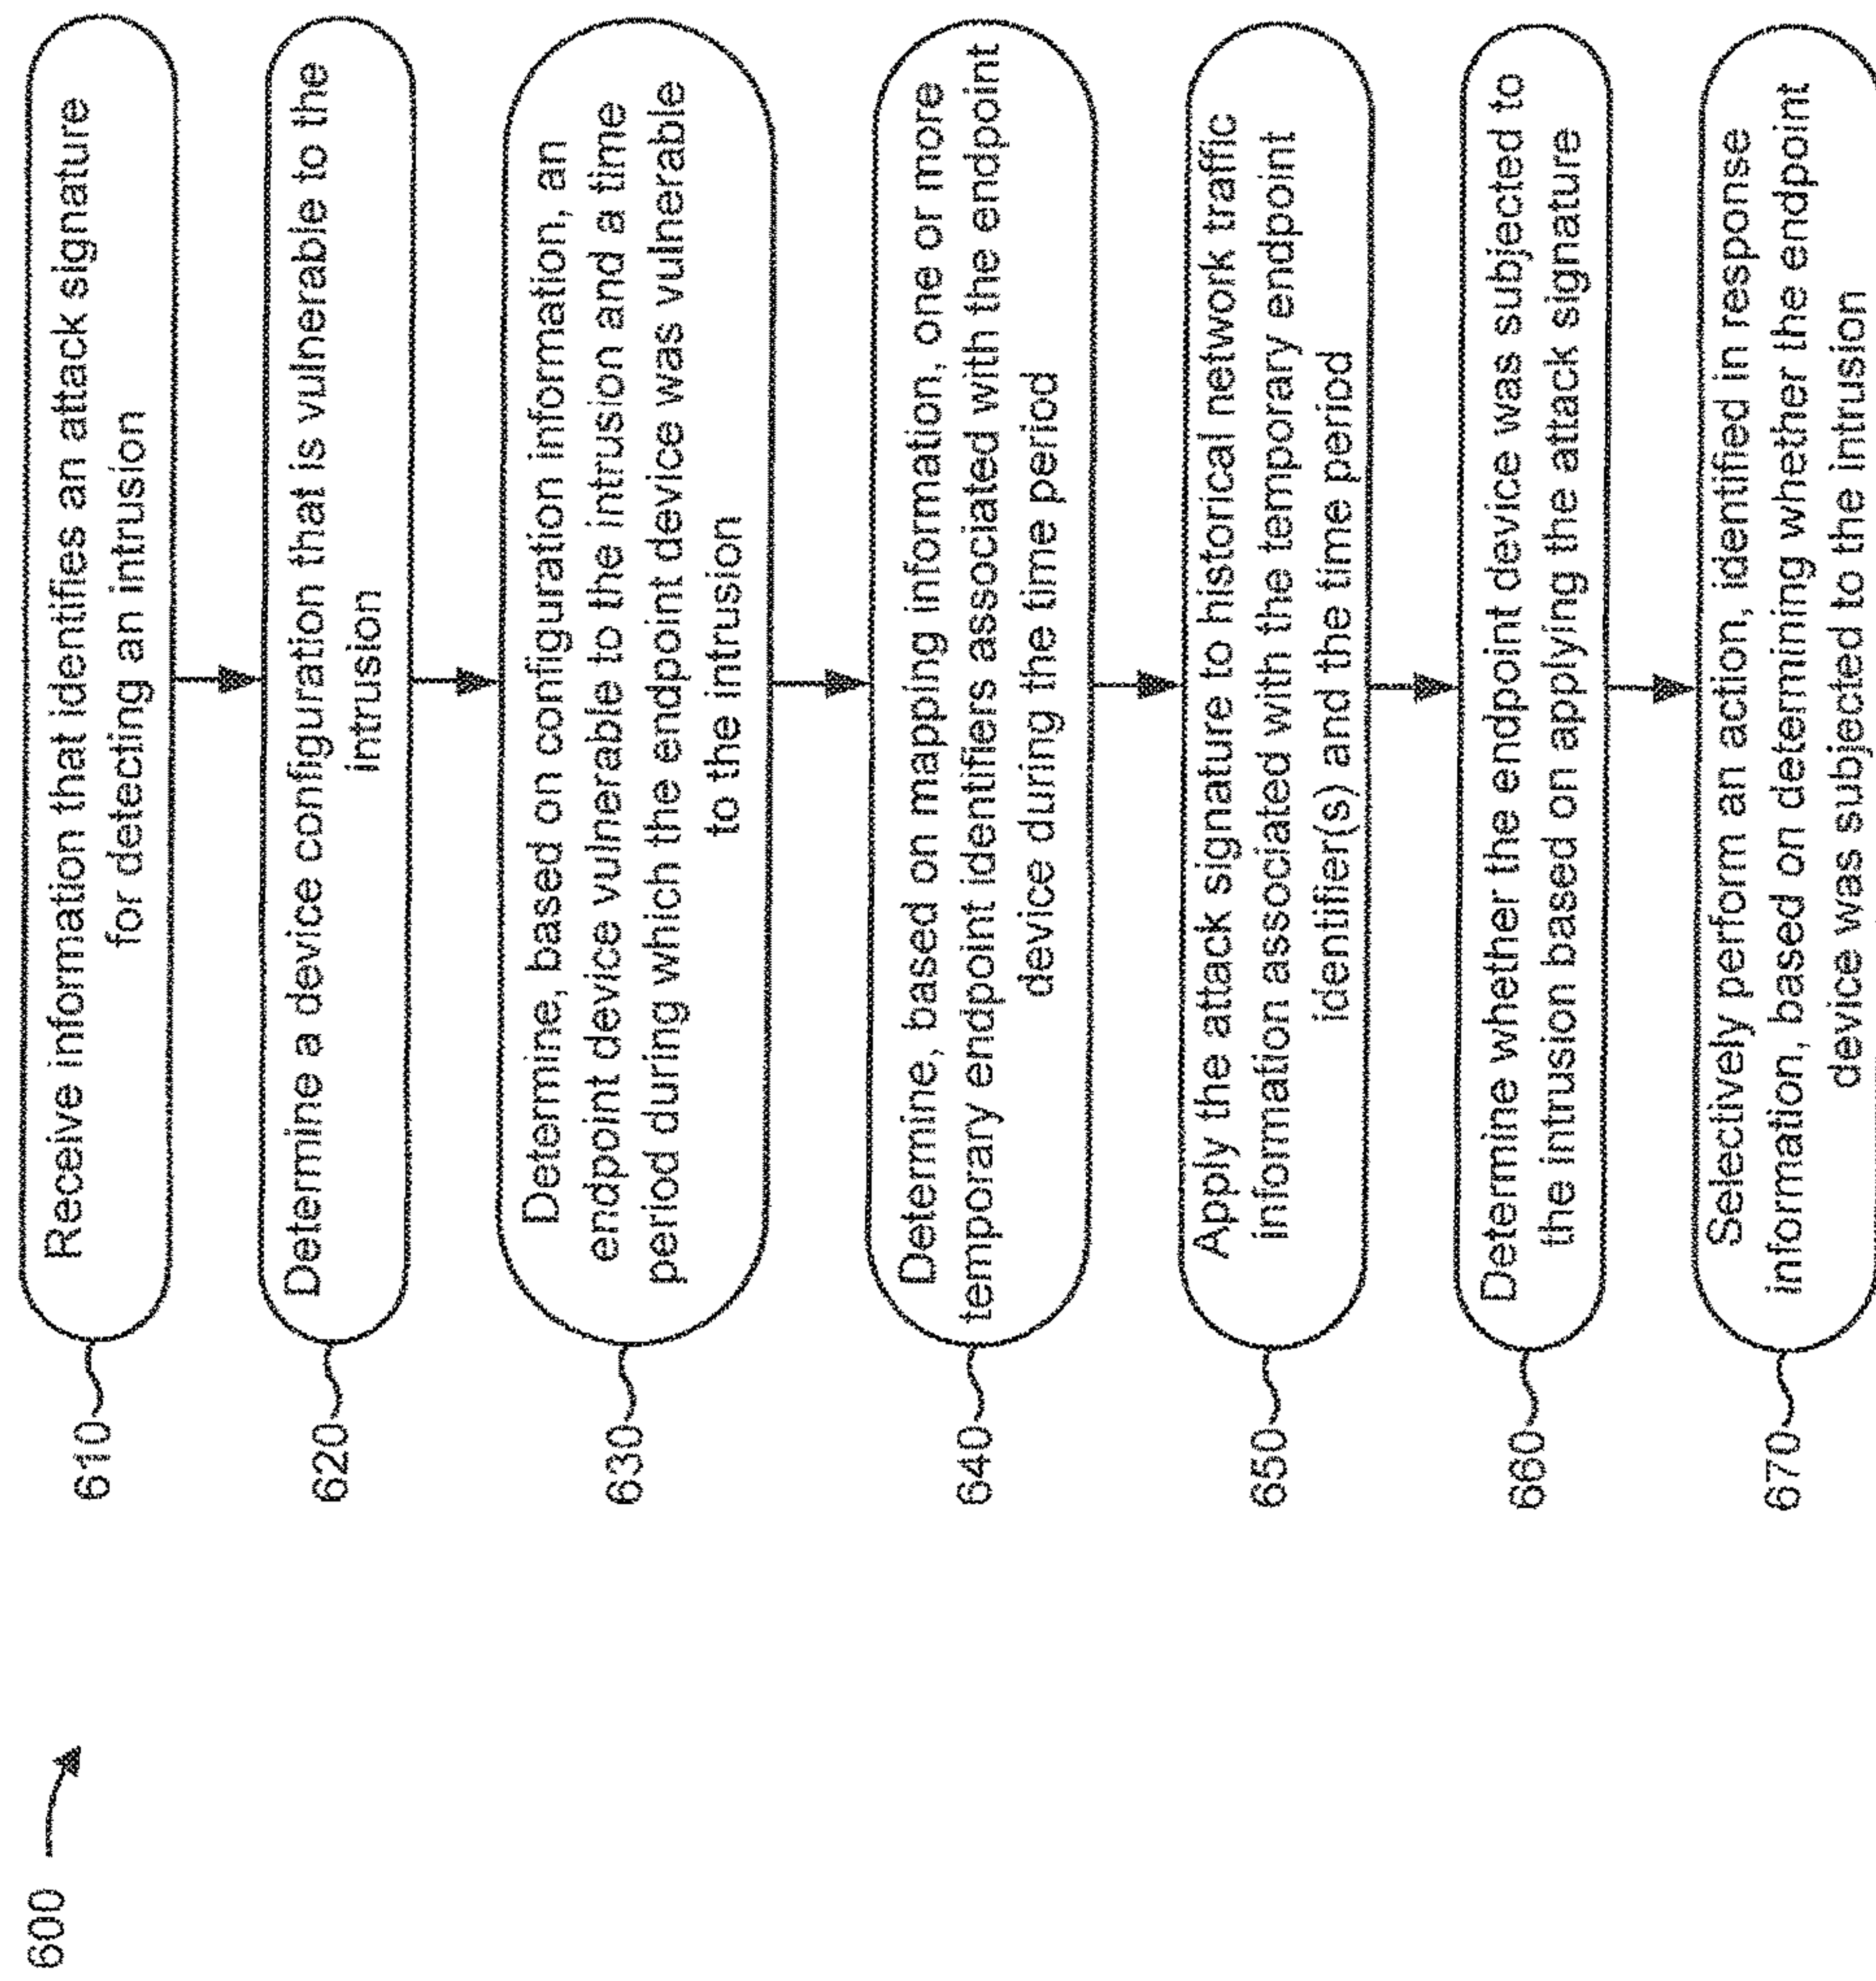 600
610
Receive information that identifies an attack signature
for detecting an intrusion
620
Determine a device configuration that is vulnerable to the
intrusion
630
Determine, based on configuration information, an
endpoint device vulnerable to the intrusion and a time
period during which the endpoint device was vulnerable
to the intrusion
640
Determine, based on mapping information, one or more
temporary endpoint identifiers associated with the endpoint
device during the time period
650
Apply the attack signature to historical network traffic
information associated with the temporary endpoint
identifier(s) and the time period
660
Determine whether the endpoint device was subjected to
the intrusion based on applying the attack signature
670
Selectively perform an action, identified in response
information, based on determining whether the endpoint
device was subjected to the intrusion